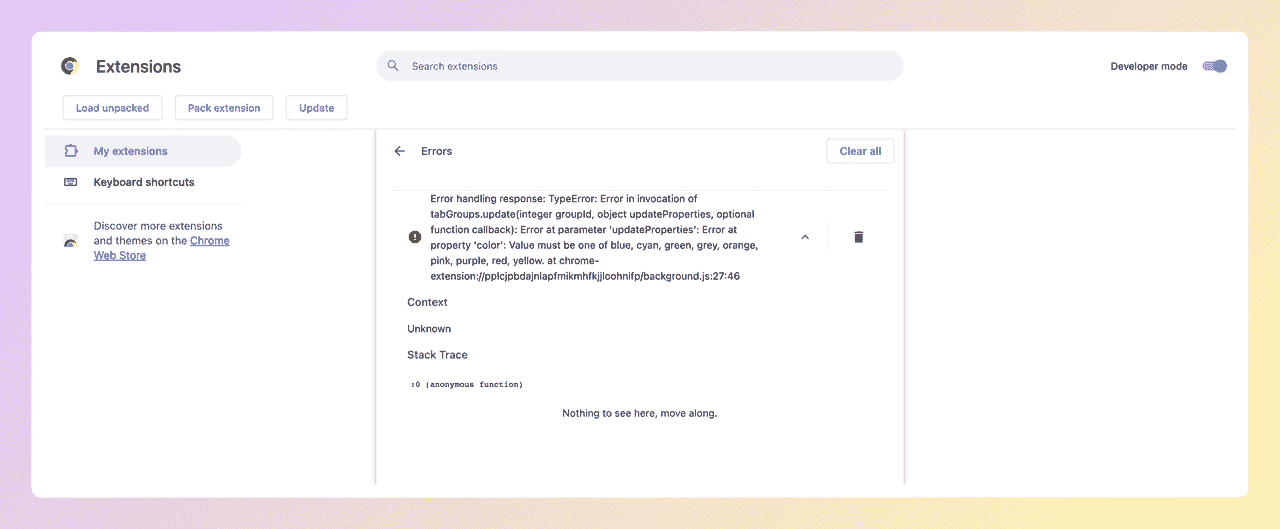 Extensions
Search extensions
Developer mode
Load unpacked
Pack extension
Update
My extensions
Keyboard shortcuts
Discover more extensions
and themes on the Chrome
Web Store
Errors
Clear all
Error handling response: TypeError: Error in invocation of
tabGroups.update(integer groupId, object updateProperties, optional
function callback): Error at parameter 'updateProperties': Error at
property 'color': Value must be one of blue, cyan, green, grey, orange,
pink, purple, red, yellow. at chrome-
extension://pplcjpbdajnlapfmikmhfkjjloohnifp/background.js:27:46
Context
Unknown
Stack Trace
:0 (anonymous function)
Nothing to see here, move along.